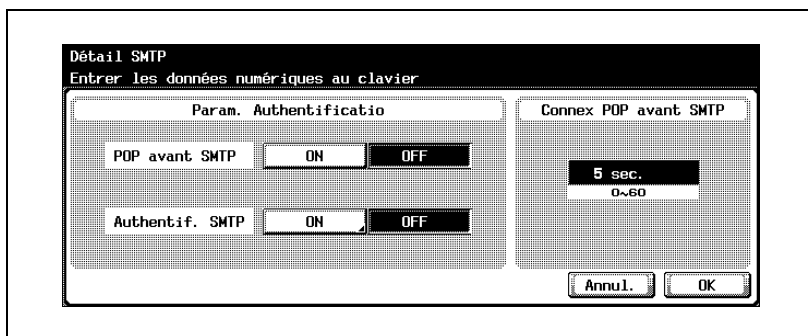 Détail SMTP
Entrer les données numériques au clavier
Param. Authentificatio
Connex POP avant SMTP
POP avant SMTP ON OFF
5 sec.
0~60
Authentif. SMTP ON OFF
Annul. OK